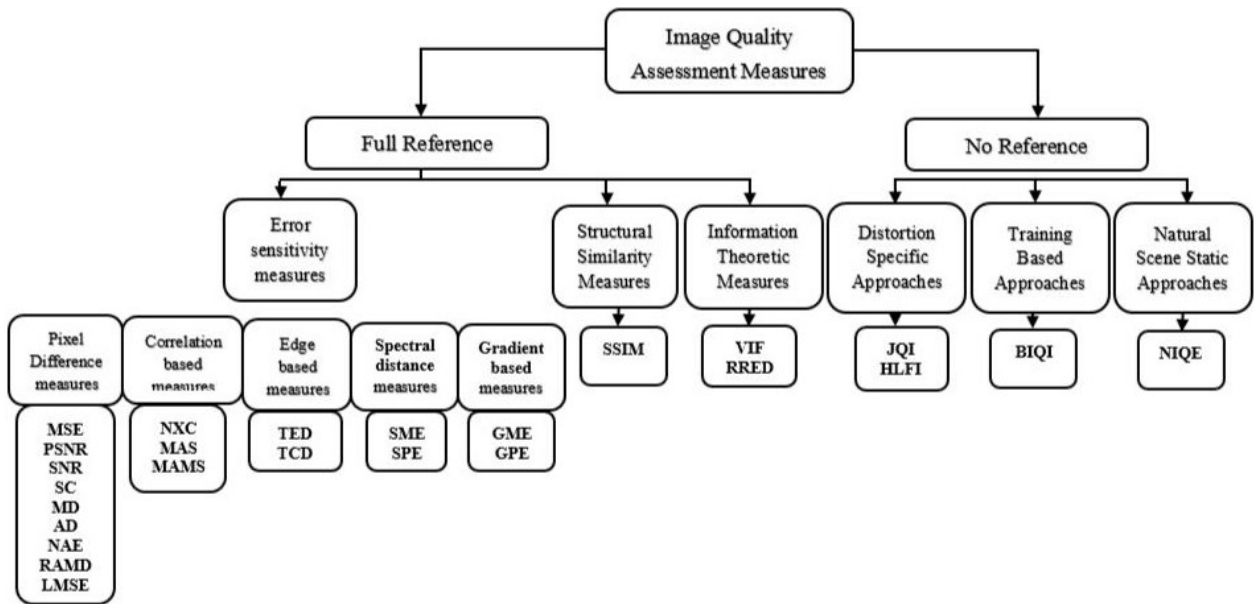 Image Quality
Assessment Measures
Full Reference
No Reference
Error
sensitivity
measures
Structural
Similarity
Measures
Information
Theoretic
Measures
Distortion
Specific
Approaches
Training
Based
Approaches
Natural
Scene Static
Approaches
Pixel
Difference
measures
Correlation
based
measures
Edge
based
measures
Spectral
distance
measures
Gradient
based
measures
SSIM
VIF
RRED
JQI
HLFI
BIQI
NIQE
MSE
PSNR
SNR
SC
MD
AD
NAE
RAMD
LMSE
NXC
MAS
MAMS
TED
TCD
SME
SPE
GME
GPE